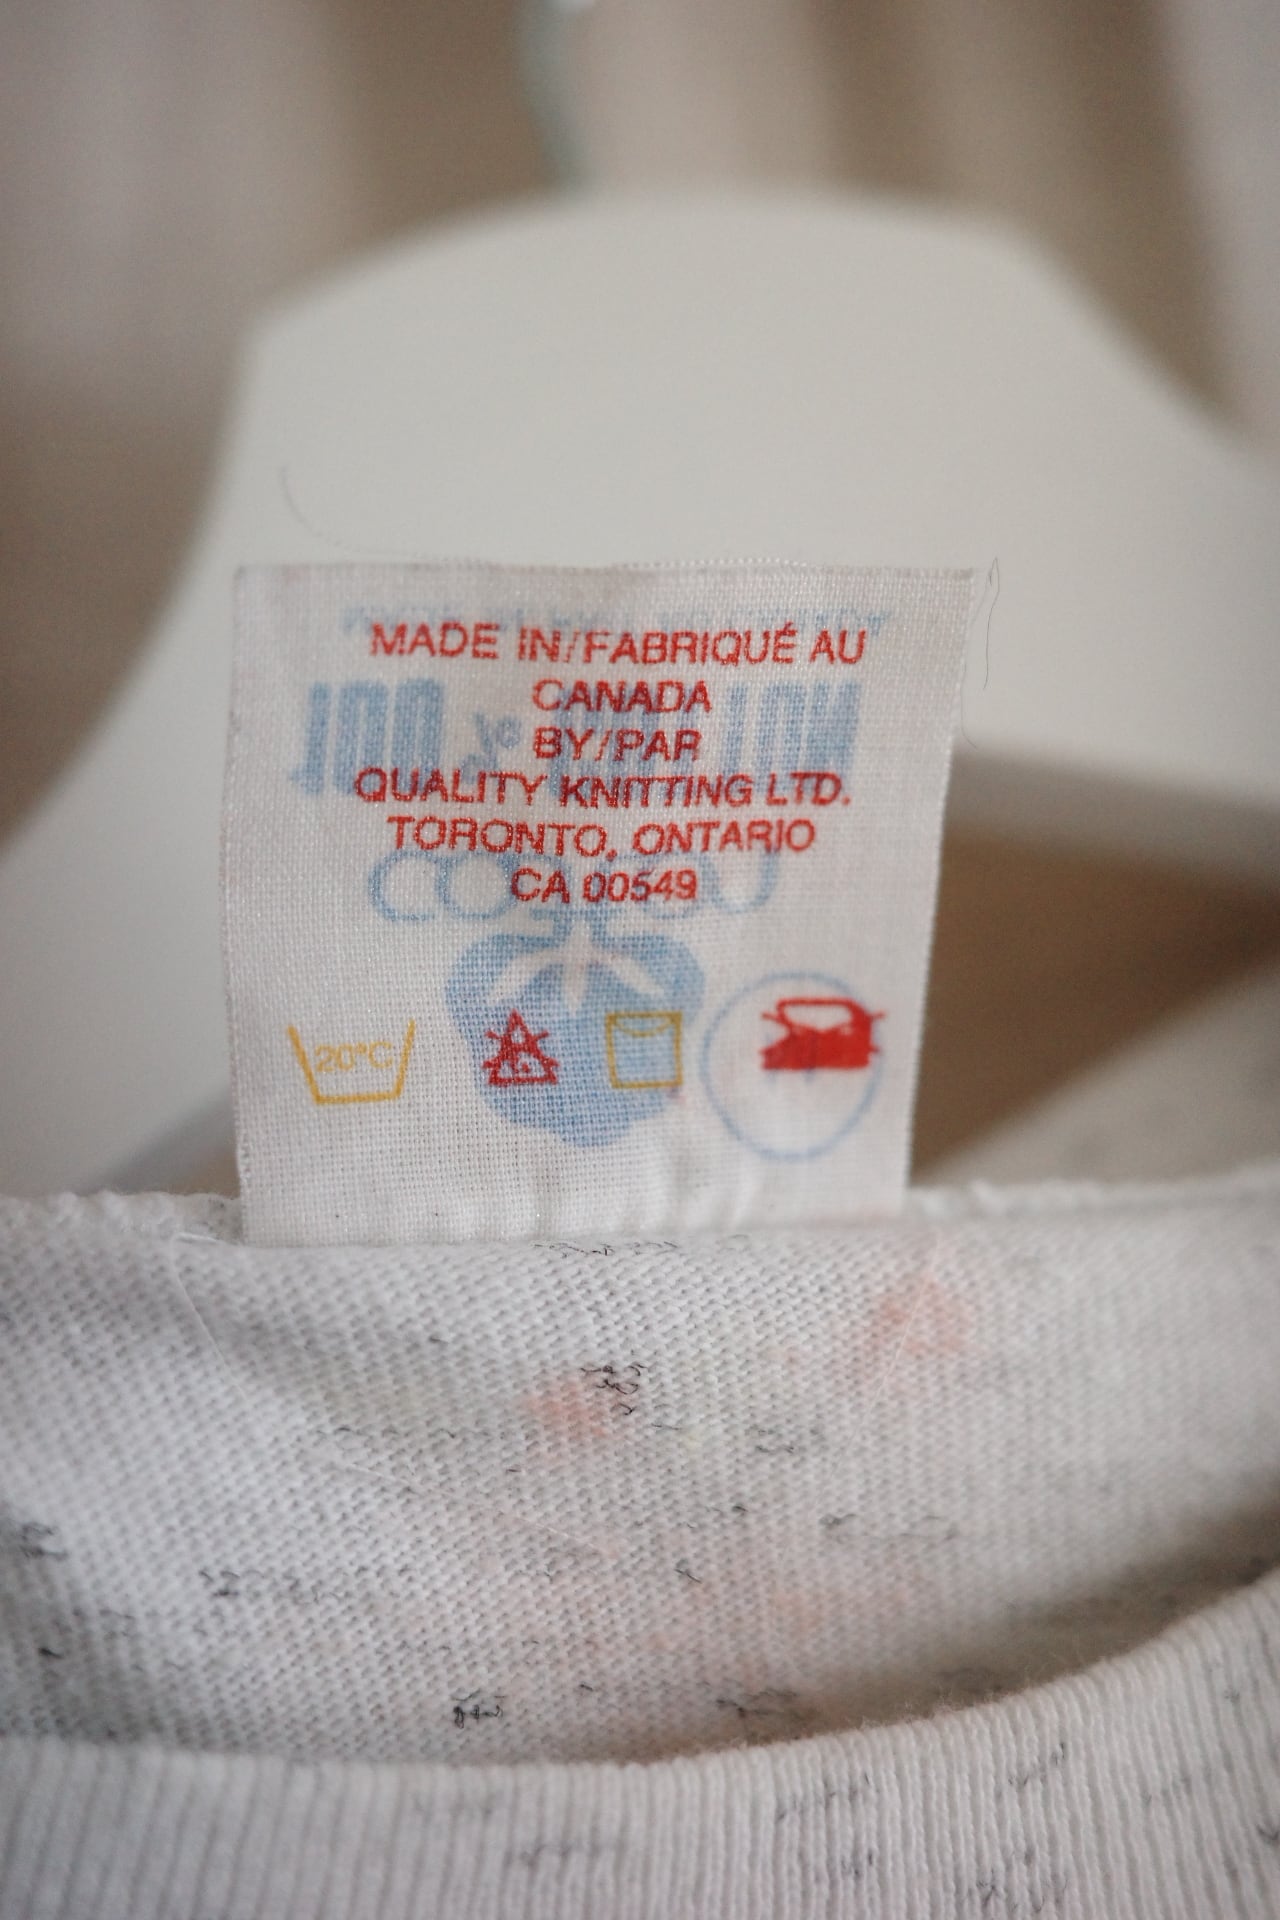 MADE IN/FABRIQUÉ AU
CANADA
BY/PAR
QUALITY KNITTING LTD.
TORONTO, ONTARIO
CA 00549
20°C